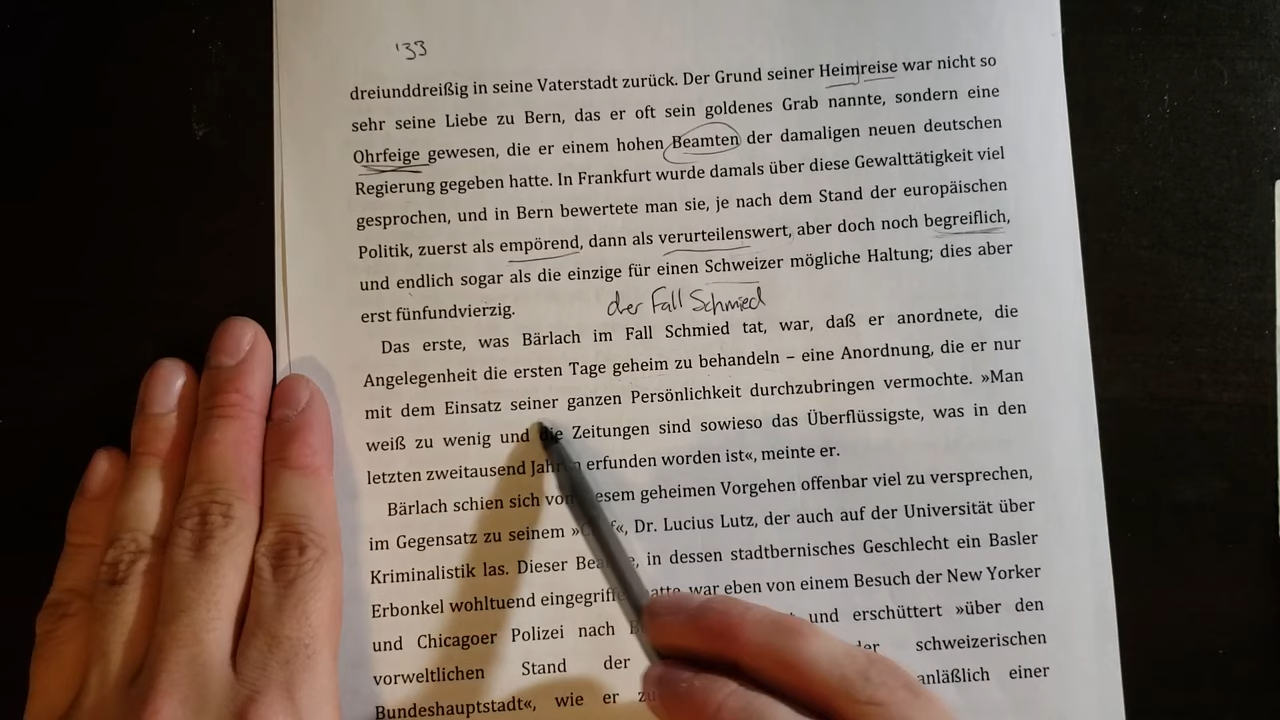 '33
dreiunddreißig in seine Vaterstadt zurück. Der Grund seiner Heimreise war nicht so
sehr seine Liebe zu Bern, das er oft sein goldenes Grab nannte, sondern eine
Ohrfeige gewesen, die er einem hohen Beamten der damaligen neuen deutschen
Regierung gegeben hatte. In Frankfurt wurde damals über diese Gewalttätigkeit viel
gesprochen, und in Bern bewertete man sie, je nach dem Stand der europäischen
Politik, zuerst als empörend, dann als verurteilenswert, aber doch noch begreiflich,
und endlich sogar als die einzige für einen Schweizer mögliche Haltung; dies aber
erst fünfundvierzig.
der Fall Schmied
Das erste, was Bärlach im Fall Schmied tat, war, daß er anordnete, die
Angelegenheit die ersten Tage geheim zu behandeln – eine Anordnung, die er nur
mit dem Einsatz seiner ganzen Persönlichkeit durchzubringen vermochte. »Man
weiß zu wenig und die Zeitungen sind sowieso das Überflüssigste, was in den
letzten zweitausend erfunden worden ist«, meinte er.
Bärlach schien sich geheimen Vorgehen offenbar viel zu versprechen,
im Gegensatz zu seinem Dr. Lucius Lutz, der auch auf der Universität über
Kriminalistik las. Dieser in dessen stadtbernisches Geschlecht ein Basler
Erbonkel wohltuend war eben von einem Besuch der New Yorker
und Chicagoer Polizei nach und erschüttert »über den
vorweltlichen Stand der schweizerischen
Bundeshauptstadt«, wie er anläßlich einer